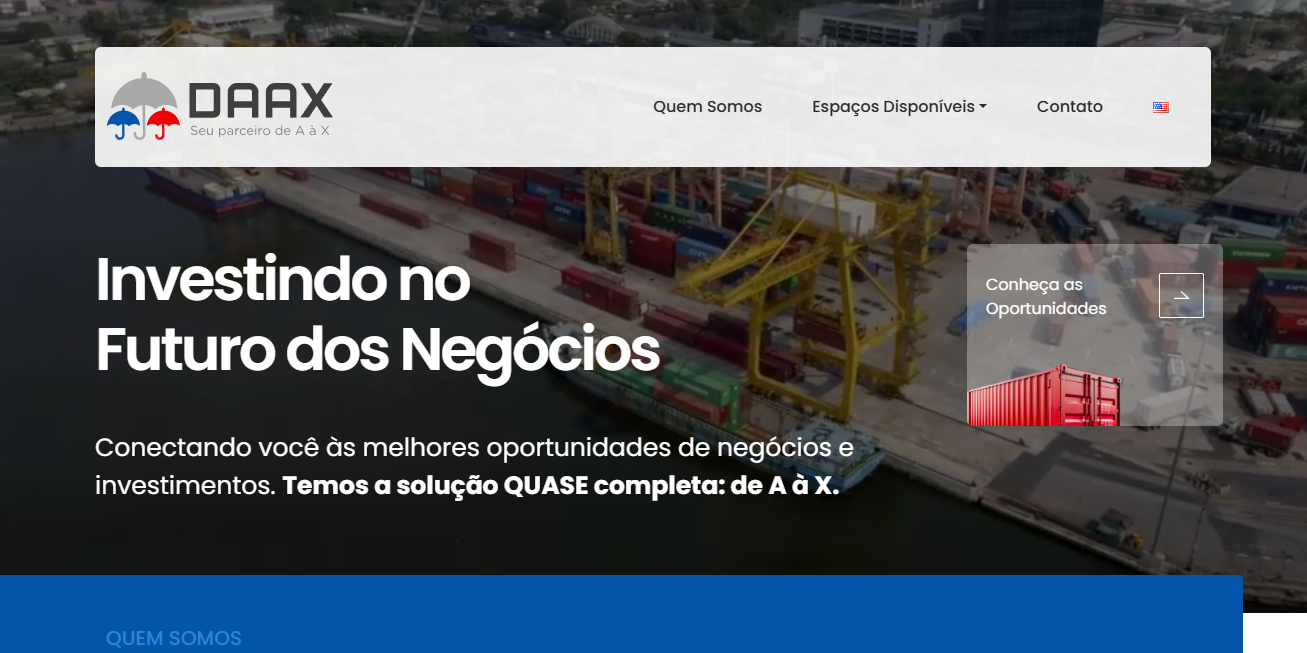 DAAX
Seu parceiro de A à X
Quem Somos
Espaços Disponíveis
Contato
Investindo no
Futuro dos Negócios
Conheça as
Oportunidades
Conectando você às melhores oportunidades de negócios e
investimentos. Temos a solução QUASE completa: de A à X.
QUEM SOMOS